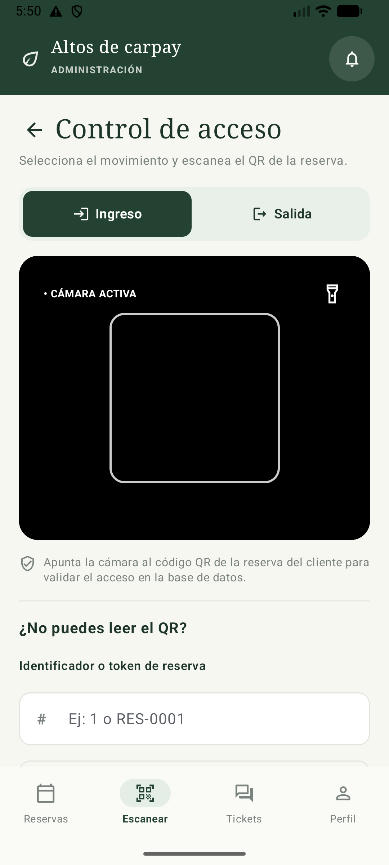 5:50
Altos de carpay
ADMINISTRACIÓN
Control de acceso
Selecciona el movimiento y escanea el QR de la reserva.
Ingreso
Salida
• CÁMARA ACTIVA
Apunta la cámara al código QR de la reserva del cliente para
validar el acceso en la base de datos.
¿No puedes leer el QR?
Identificador o token de reserva
# Ej: 1 o RES-0001
Reservas
Escanear
Tickets
Perfil